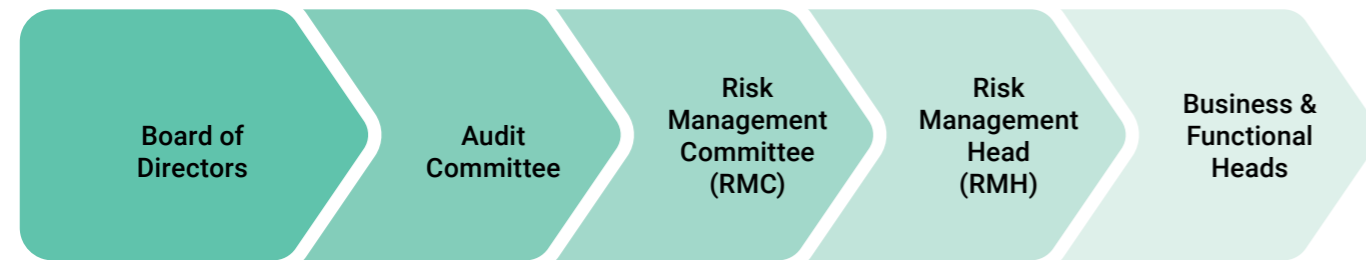 Board of
Directors
Audit
Committee
Risk
Management
Committee
(RMC)
Risk
Management
Head
(RMH)
Business &
Functional
Heads